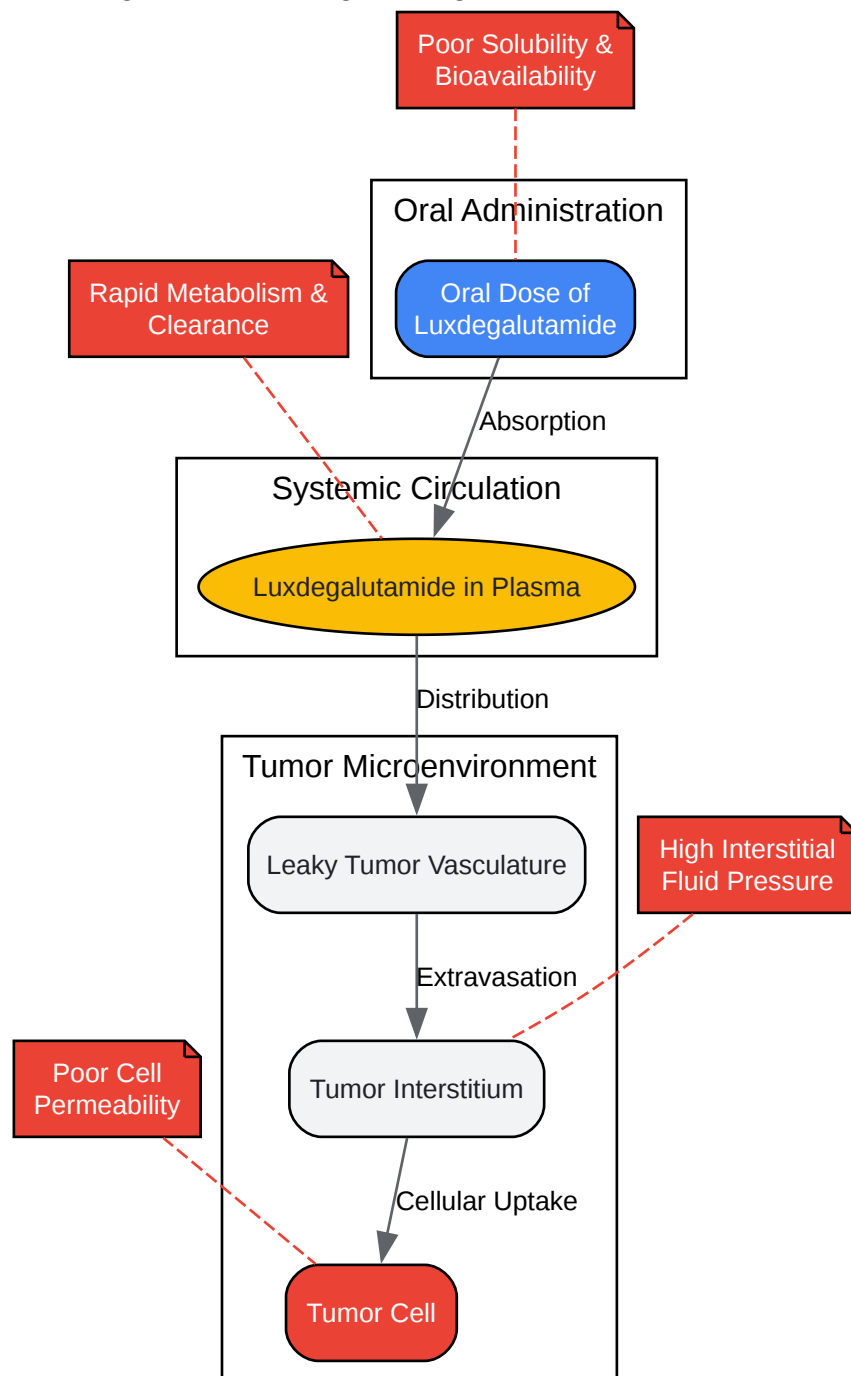 Poor Solubility &
Bioavailability
Oral Administration
Rapid Metabolism &
Clearance
Oral Dose of
Luxdegalutamide
Absorption
Systemic Circulation
Luxdegalutamide in Plasma
Distribution
Tumor Microenvironment
Leaky Tumor Vasculature
High Interstitial
Fluid Pressure
Extravasation
Poor Cell
Permeability
Tumor Interstitium
Cellular Uptake
Tumor Cell